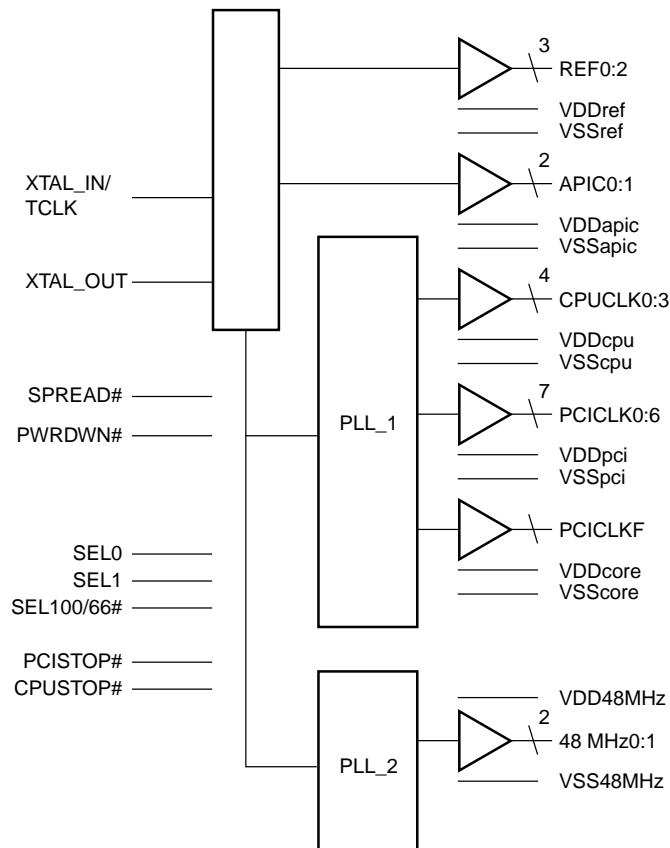 3
REF0:2
VDDref
VSSref
2
APIC0:1
XTAL_IN/
TCLK
VDDapic
VSSapic
XTAL_OUT
4
CPUCLK0:3
VDDcpu
VSScpu
SPREAD#
7
PCICLK0:6
PWRDWN#
PLL_1
VDDpci
VSSpci
PCICLKF
SEL0
VDDcore
SEL1
VSScore
SEL100/66#
PCISTOP#
CPUSTOP#
VDD48MHz
2
48 MHz0:1
PLL_2
VSS48MHz